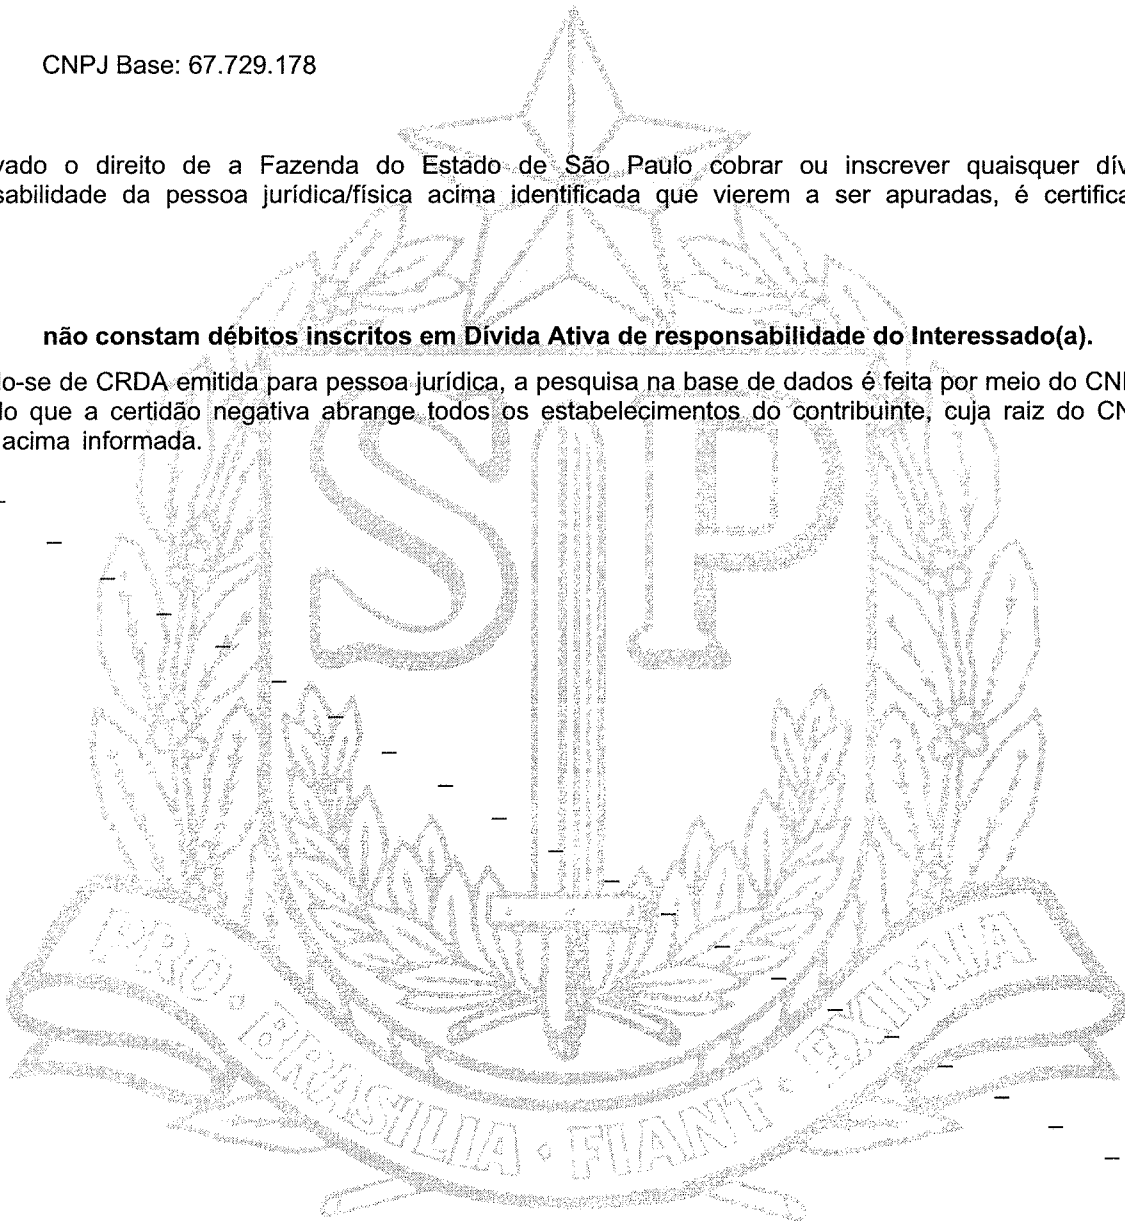 CNPJ Base: 67.729.178
vado o direito de a Fazenda do Estado de São Paulo cobrar ou inscrever quaisquer dív
sabilidade da pessoa jurídica/física acima identificada que vierem a ser apuradas, é certifica
não constam débitos inscritos em Dívida Ativa de responsabilidade do Interessado(a).
do-se de CRDA emitida para pessoa jurídica, a pesquisa na base de dados é feita por meio do CN
do que a certidão negativa abrange todos os estabelecimentos do contribuinte, cuja raiz do CN
acima informada.
SP
PRO · BRASILIA · FIANT · EXIMIA